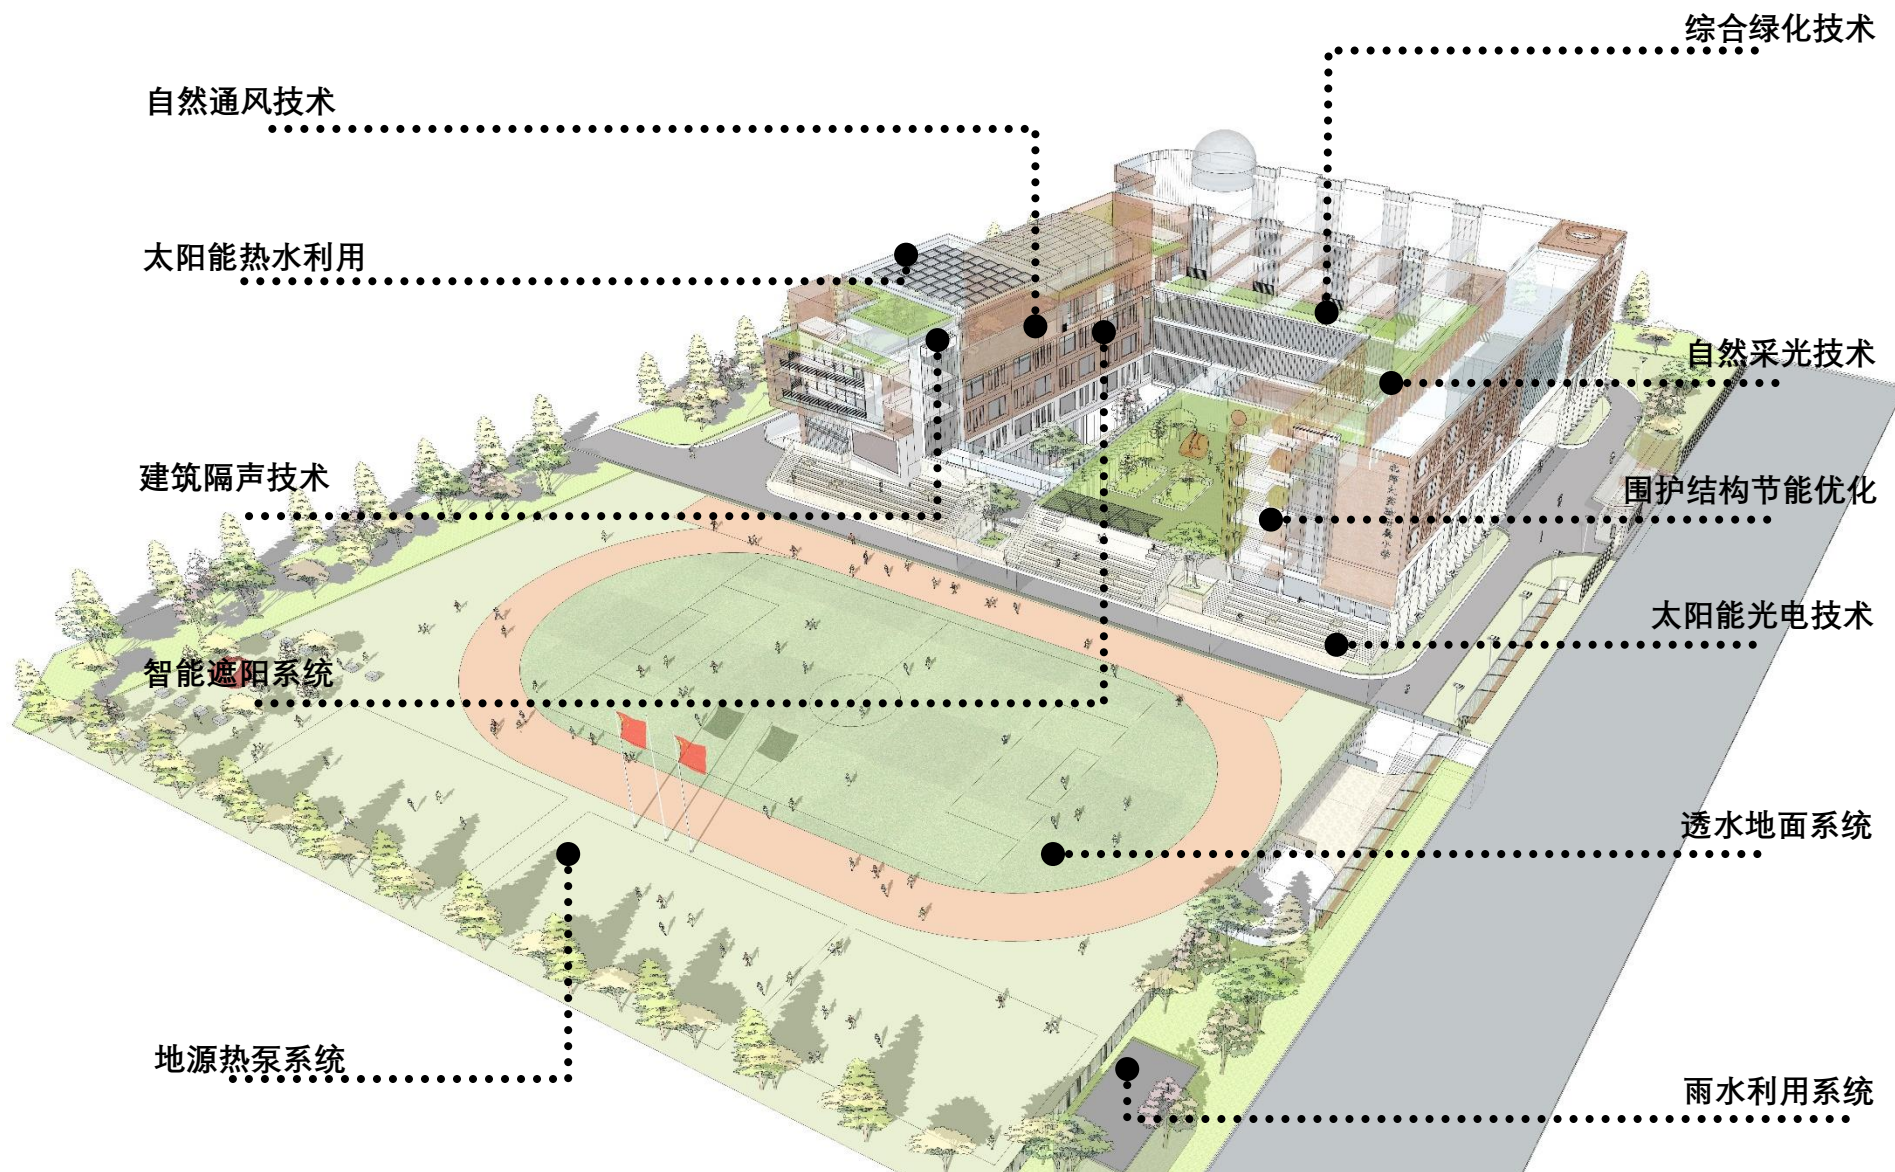 综合绿化技术
自然通风技术
太阳能热水利用
自然采光技术
建筑隔声技术
围护结构节能优化
太阳能光电技术
智能遮阳系统
透水地面系统
地源热泵系统
雨水利用系统